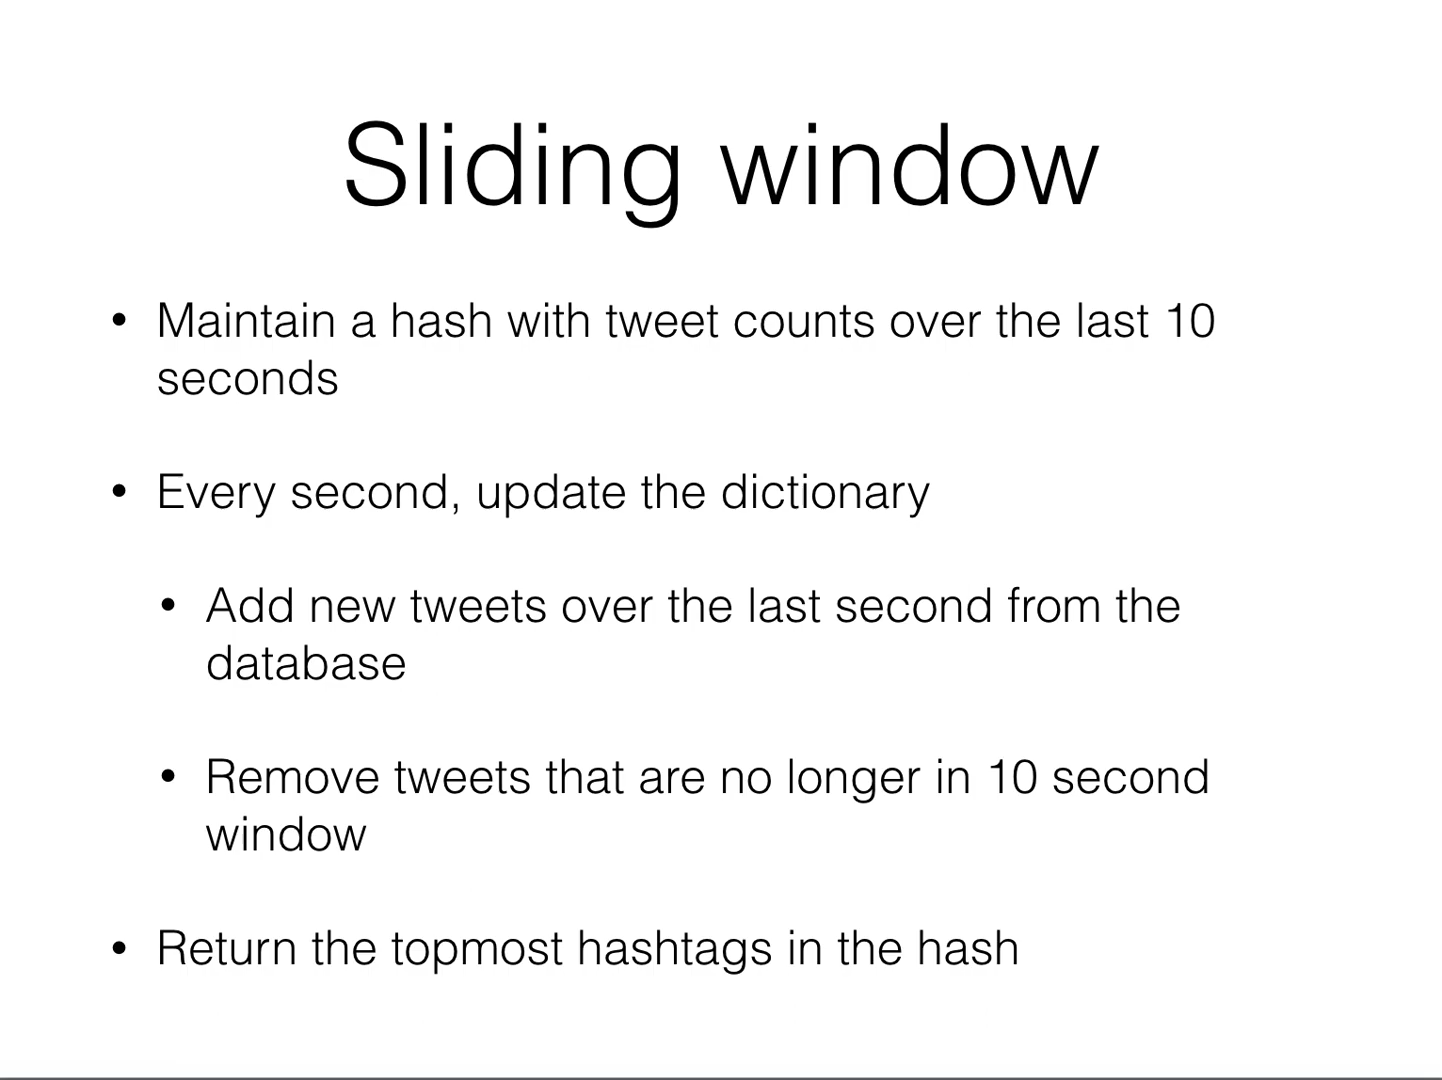 Sliding window
• Maintain a hash with tweet counts over the last 10
seconds
• Every second, update the dictionary
• Add new tweets over the last second from the
database
• Remove tweets that are no longer in 10 second
window
• Return the topmost hashtags in the hash